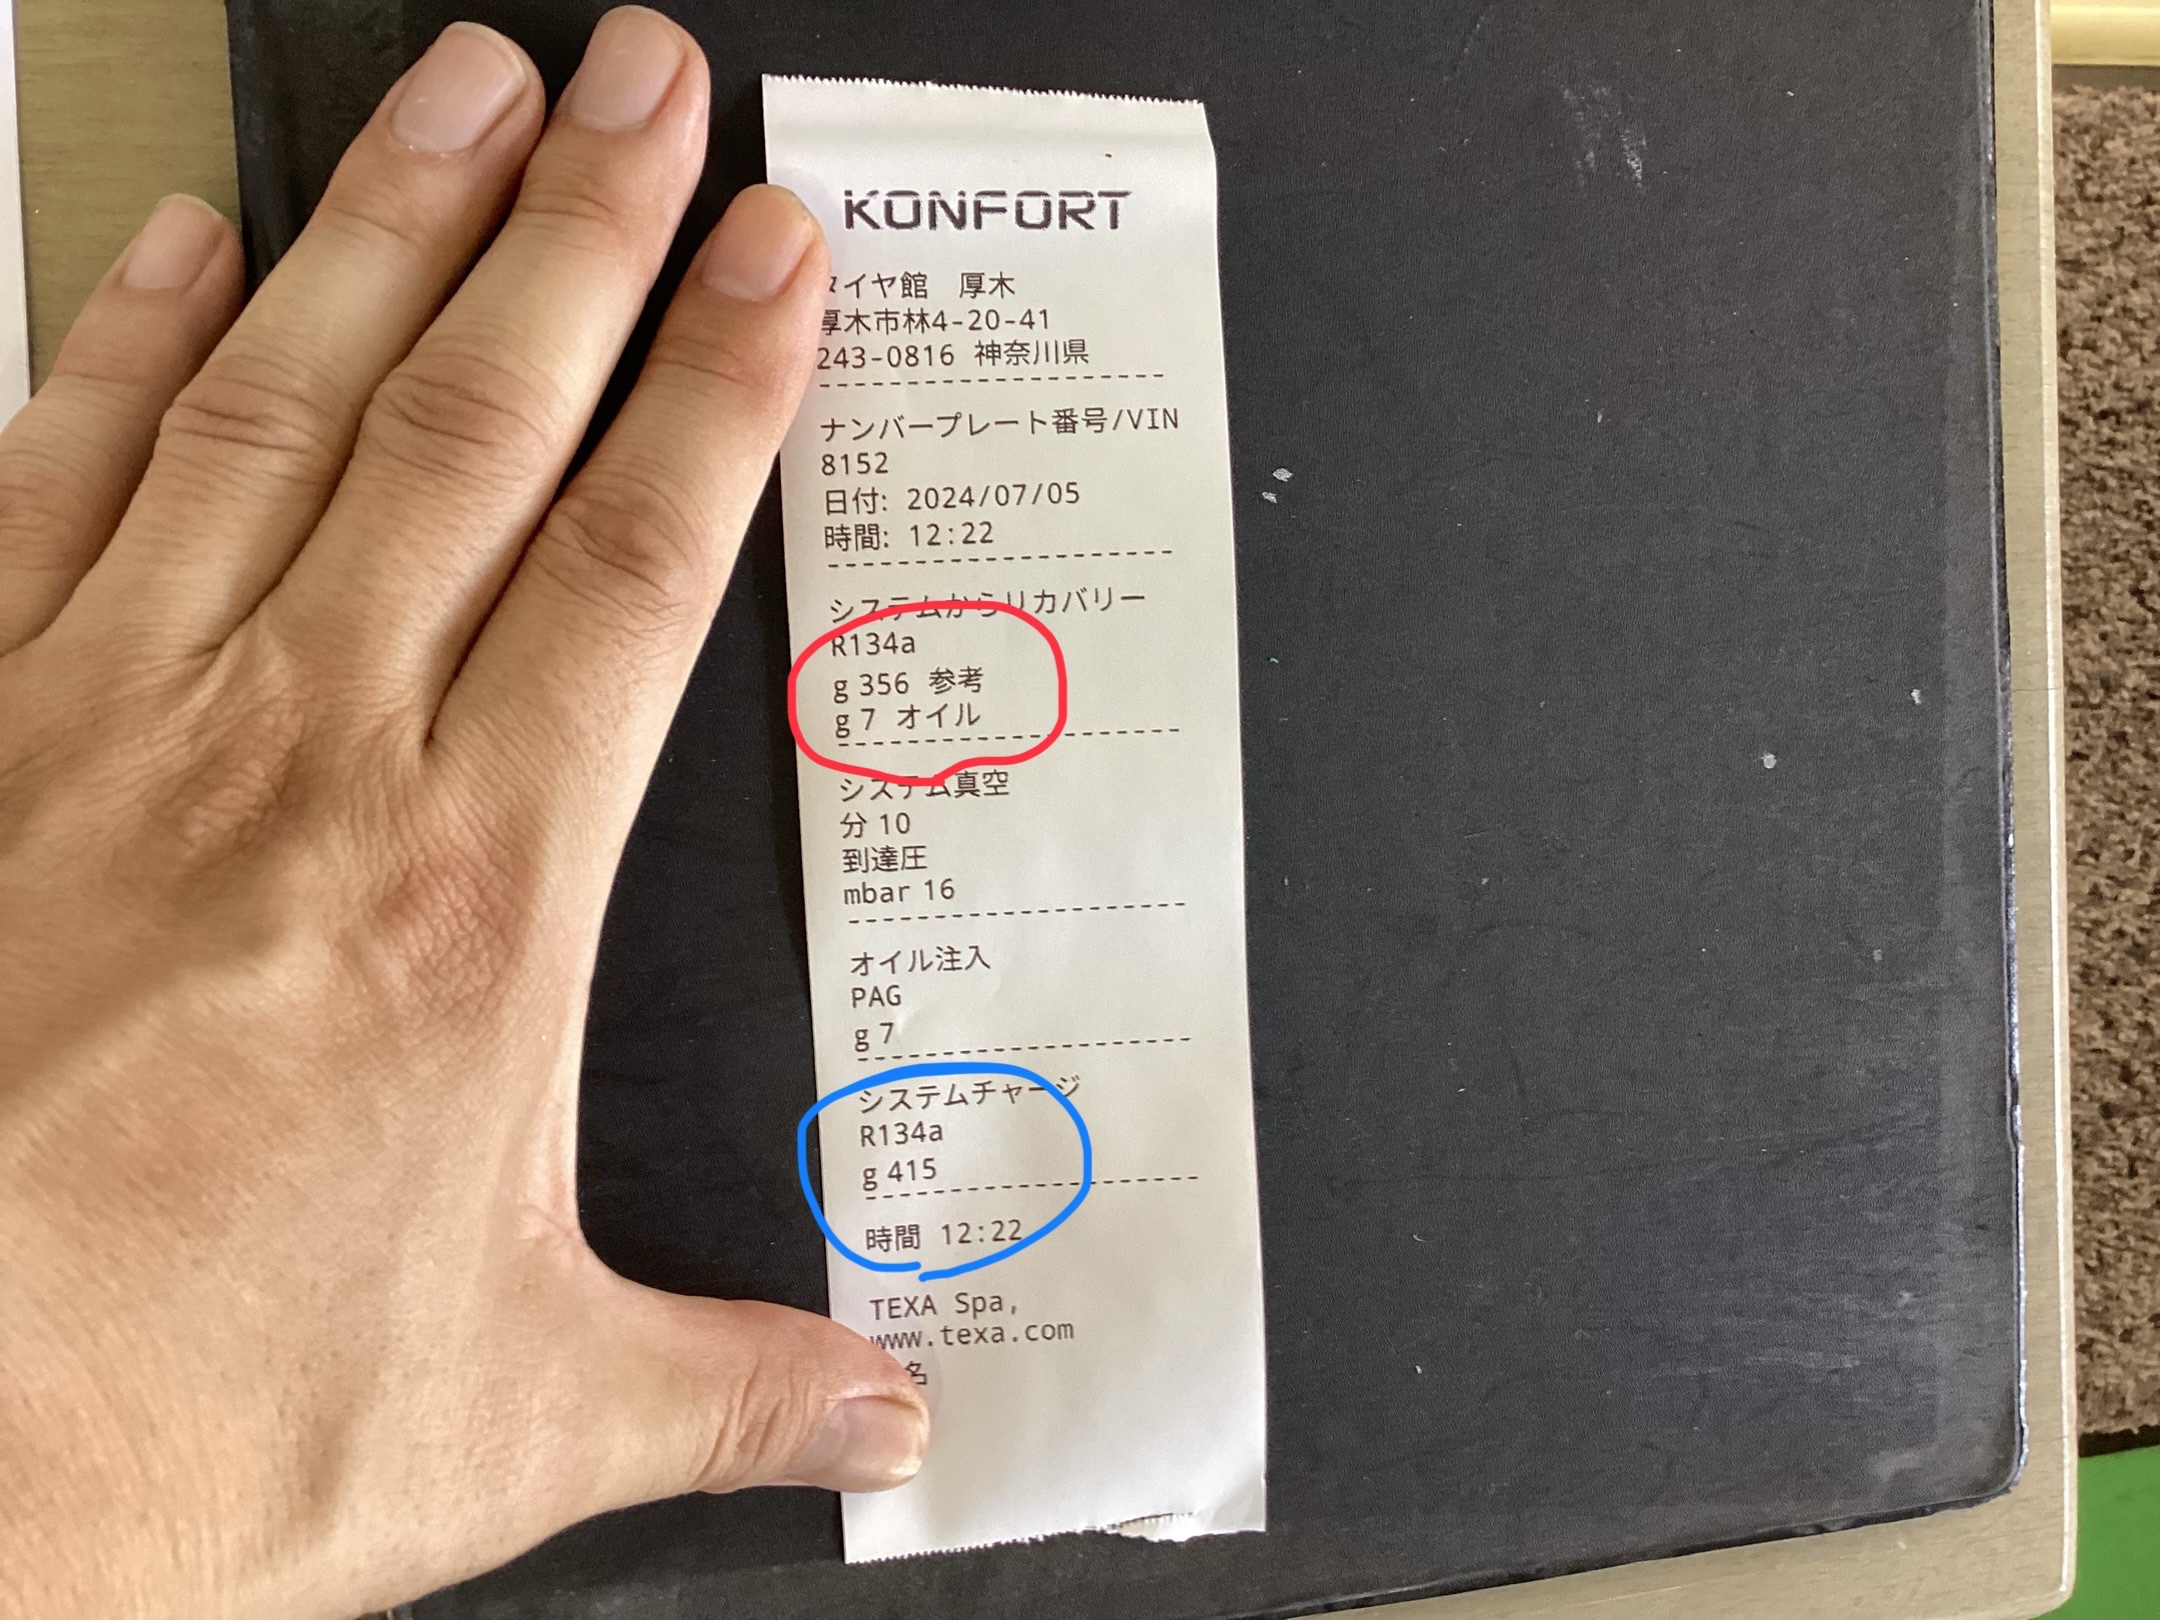 KONFORT
タイヤ館 厚木
厚木市林4-20-41
243-0816 神奈川県
ナンバープレート番号/VIN
8152
日付: 2024/07/05
時間: 12:22
システムからリカバリー
R134a
g 356 参考
g 7 オイル
システム真空
分 10
到達圧
mbar 16
オイル注入
PAG
g 7
システムチャージ
R134a
g 415
時間 12:22
TEXA Spa,
www.texa.com
名